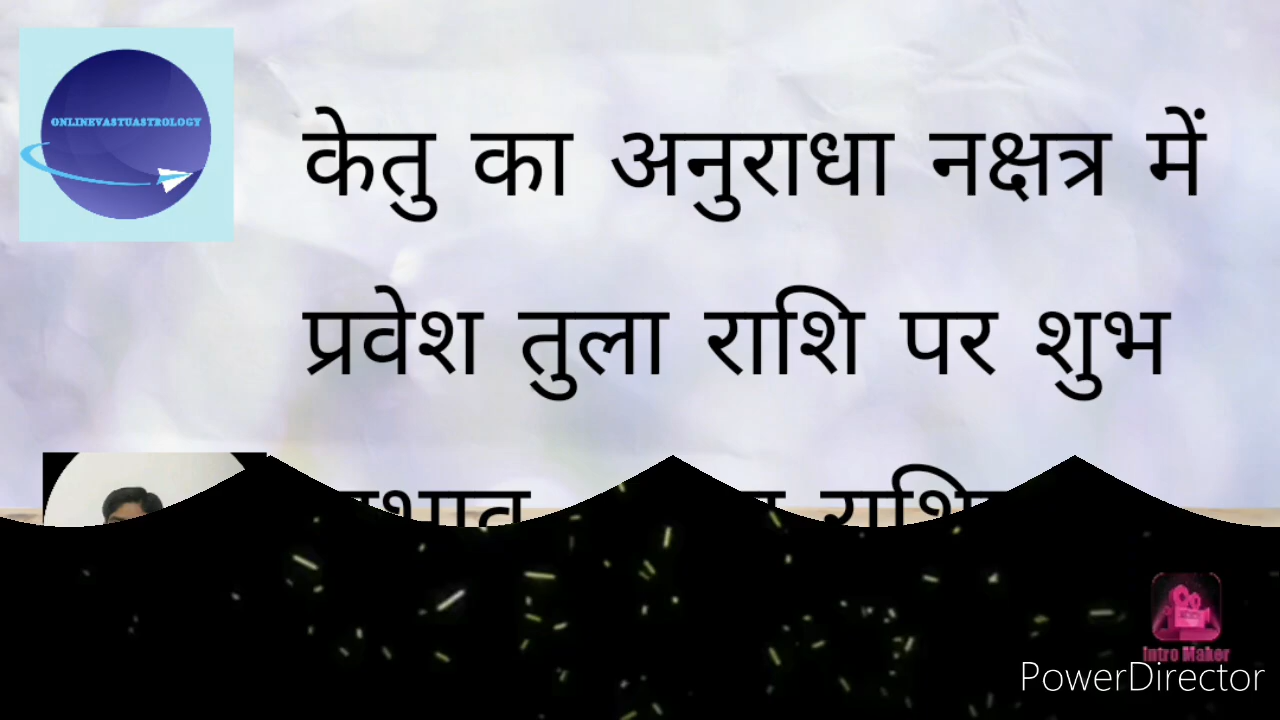 ONLINEVASTUASTROLOGY
केतु का अनुराधा नक्षत्र में
प्रवेश तुला राशि पर शुभ
Intro Maker
PowerDirector